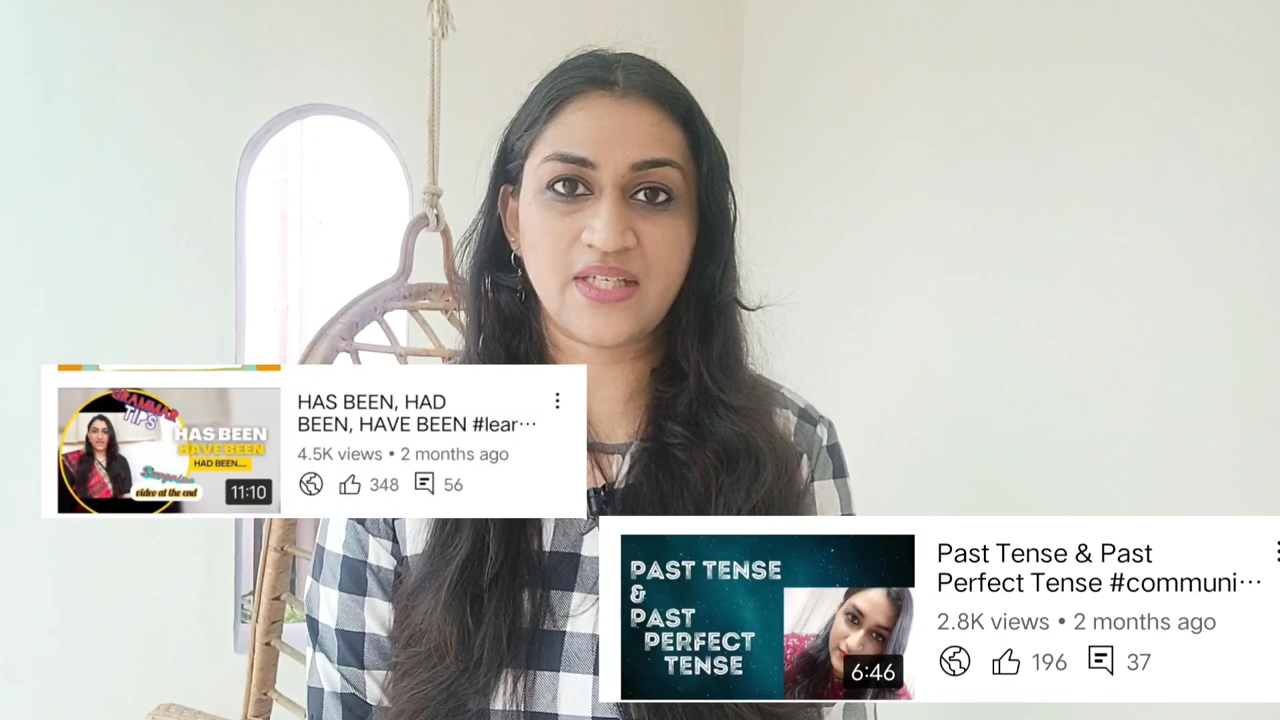 GRAMMAR
TIPS
HAS BEEN
HAVE BEEN
HAD BEEN....
video at the end
11:10
HAS BEEN, HAD
BEEN, HAVE BEEN #lear...
4.5K views • 2 months ago
348
56
PAST TENSE
&
PAST
PERFECT
TENSE
6:46
Past Tense & Past
Perfect Tense #communi...
2.8K views • 2 months ago
196
37